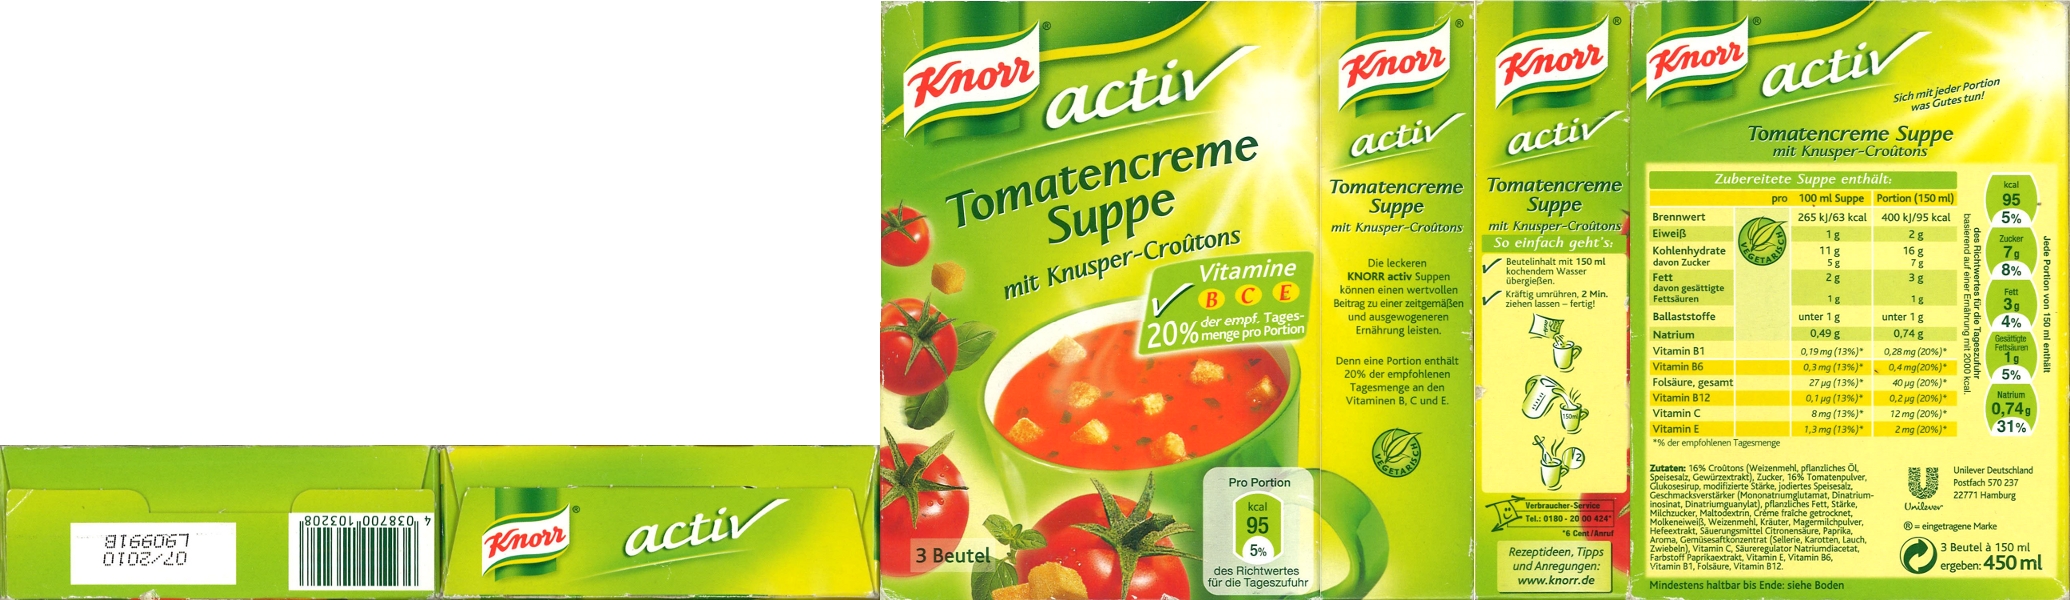 4 038700 103208
07/2010
L90991B
Knorr®
activ
Knorr®
activ
Tomatencreme
Suppe
mit Knusper-Croûtons
Vitamine
B C E
20% der empf. Tages-
menge pro Portion
Pro Portion
kcal
95
5%
des Richtwertes
für die Tageszufuhr
3 Beutel
Knorr®
activ
Tomatencreme
Suppe
mit Knusper-Croûtons
Die leckeren
KNORR activ Suppen
können einen wertvollen
Beitrag zu einer zeitgemäßen
und ausgewogeneren
Ernährung leisten.
Denn eine Portion enthält
20% der empfohlenen
Tagesmenge an den
Vitaminen B, C und E.
VEGETARISCH
Knorr®
activ
Tomatencreme
Suppe
mit Knusper-Croûtons
So einfach geht's:
Beutelinhalt mit 150 ml
kochendem Wasser
übergießen.
Kräftig umrühren, 2 Min.
ziehen lassen – fertig!
150ml
2
Verbraucher-Service
Tel.: 0180 - 20 00 424*
*6 Cent/Anruf
Rezeptideen, Tipps
und Anregungen:
www.knorr.de
Knorr®
activ
Sich mit jeder Portion
was Gutes tun!
Tomatencreme Suppe
mit Knusper-Croûtons
Zubereitete Suppe enthält:
pro 100 ml Suppe Portion (150 ml)
Brennwert 265 kJ/63 kcal 400 kJ/95 kcal
Eiweiß 1 g 2 g
Kohlenhydrate 11 g 16 g
davon Zucker 5 g 7 g
Fett 2 g 3 g
davon gesättigte
Fettsäuren 1 g 1 g
Ballaststoffe unter 1 g unter 1 g
Natrium 0,49 g 0,74 g
Vitamin B1 0,19 mg (13%)* 0,28 mg (20%)*
Vitamin B6 0,3 mg (13%)* 0,4 mg (20%)*
Folsäure, gesamt 27 µg (13%)* 40 µg (20%)*
Vitamin B12 0,1 µg (13%)* 0,2 µg (20%)*
Vitamin C 8 mg (13%)* 12 mg (20%)*
Vitamin E 1,3 mg (13%)* 2 mg (20%)*
*% der empfohlenen Tagesmenge
VEGETARISCH
Jede Portion von 150 ml enthält
kcal
95
5%
Zucker
7 g
8%
Fett
3 g
4%
Gesättigte
Fettsäuren
1 g
5%
Natrium
0,74 g
31%
des Richtwertes für die Tageszufuhr
basierend auf einer Ernährung mit 2000 kcal.
Zutaten: 16% Croûtons (Weizenmehl, pflanzliches Öl,
Speisesalz, Gewürzextrakt), Zucker, 16% Tomatenpulver,
Glukosesirup, modifizierte Stärke, jodiertes Speisesalz,
Geschmacksverstärker (Mononatriumglutamat, Dinatrium-
inosinat, Dinatriumguanylat), pflanzliches Fett, Stärke,
Milchzucker, Maltodextrin, Crème fraîche getrocknet,
Molkeneiweiß, Weizenmehl, Kräuter, Magermilchpulver,
Hefeextrakt, Säuerungsmittel Citronensäure, Paprika,
Aroma, Gemüsesaftkonzentrat (Sellerie, Karotten, Lauch,
Zwiebeln), Vitamin C, Säureregulator Natriumdiacetat,
Farbstoff Paprikaextrakt, Vitamin E, Vitamin B6,
Vitamin B1, Folsäure, Vitamin B12.
Mindestens haltbar bis Ende: siehe Boden
Unilever
Unilever Deutschland
Postfach 570 237
22771 Hamburg
® = eingetragene Marke
3 Beutel à 150 ml
ergeben: 450 ml